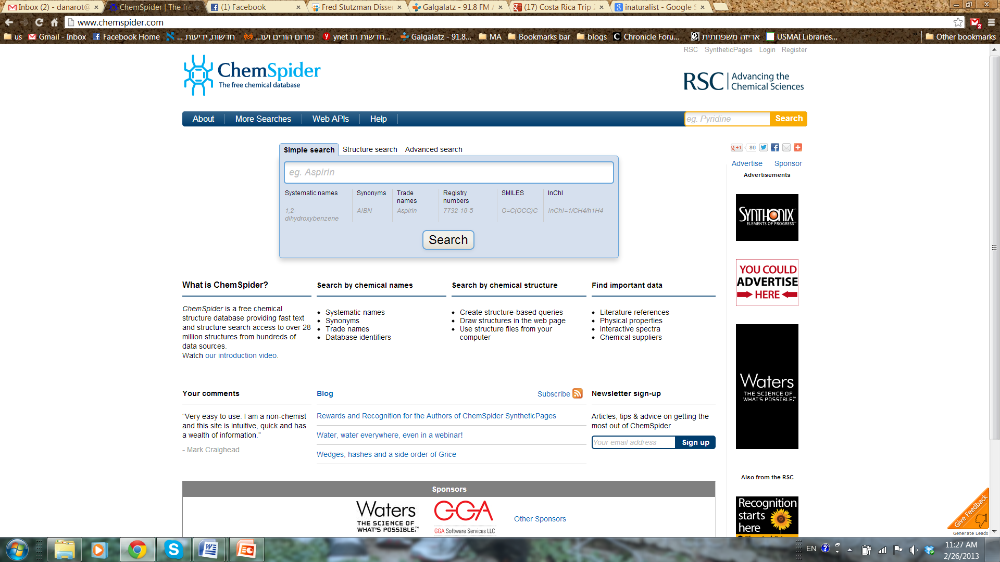 Inbox (2) - danarot@
ChemSpider | The fre
(1) Facebook
Fred Stutzman Disser
Galgalatz - 91.8 FM A
(17) Costa Rica Trip 2
inaturalist - Google S
www.chemspider.com
2
us
Gmail - Inbox
Facebook Home
חדשות, ידיעות ...
פורום הורים ועו...
ynet חדשות תו...
Galgalatz - 91.8...
MA
Bookmarks bar
blogs
Chronicle Foru...
אריזה משפחתית
USMAI Libraries...
»
Other bookmarks
RSC SyntheticPages Login Register
ChemSpider
The free chemical database
RSC | Advancing the
Chemical Sciences
About More Searches Web APIs Help
eg. Pyridine Search
Simple search Structure search Advanced search
eg. Aspirin
Systematic names
1,2-
dihydroxybenzene
Synonyms
AIBN
Trade
names
Aspirin
Registry
numbers
7732-18-5
SMILES
O=C(OCC)C
InChI
InChI=1/CH4/h1H4
Search
g +1 86
Advertise Sponsor
Advertisements
SYNTHONIX
ELEMENTS OF PROGRESS™
YOU COULD
ADVERTISE
HERE
Waters
THE SCIENCE OF
WHAT'S POSSIBLE.™
What is ChemSpider?
ChemSpider is a free chemical
structure database providing fast text
and structure search access to over 28
million structures from hundreds of
data sources.
Watch our introduction video.
Search by chemical names
• Systematic names
• Synonyms
• Trade names
• Database identifiers
Search by chemical structure
• Create structure-based queries
• Draw structures in the web page
• Use structure files from your
computer
Find important data
• Literature references
• Physical properties
• Interactive spectra
• Chemical suppliers
Your comments
“Very easy to use. I am a non-chemist
and this site is intuitive, quick and has
a wealth of information.”
- Mark Craighead
Blog
Subscribe
Rewards and Recognition for the Authors of ChemSpider SyntheticPages
Water, water everywhere, even in a webinar!
Wedges, hashes and a side order of Grice
Newsletter sign-up
Articles, tips & advice on getting the
most out of ChemSpider
Your email address Sign up
Also from the RSC
Recognition
starts
here
Give Feedback
Generate Leads
Sponsors
Waters
THE SCIENCE OF
WHAT'S POSSIBLE.™
GGA
GGA Software Services LLC
Other Sponsors
EN
11:27 AM
2/26/2013